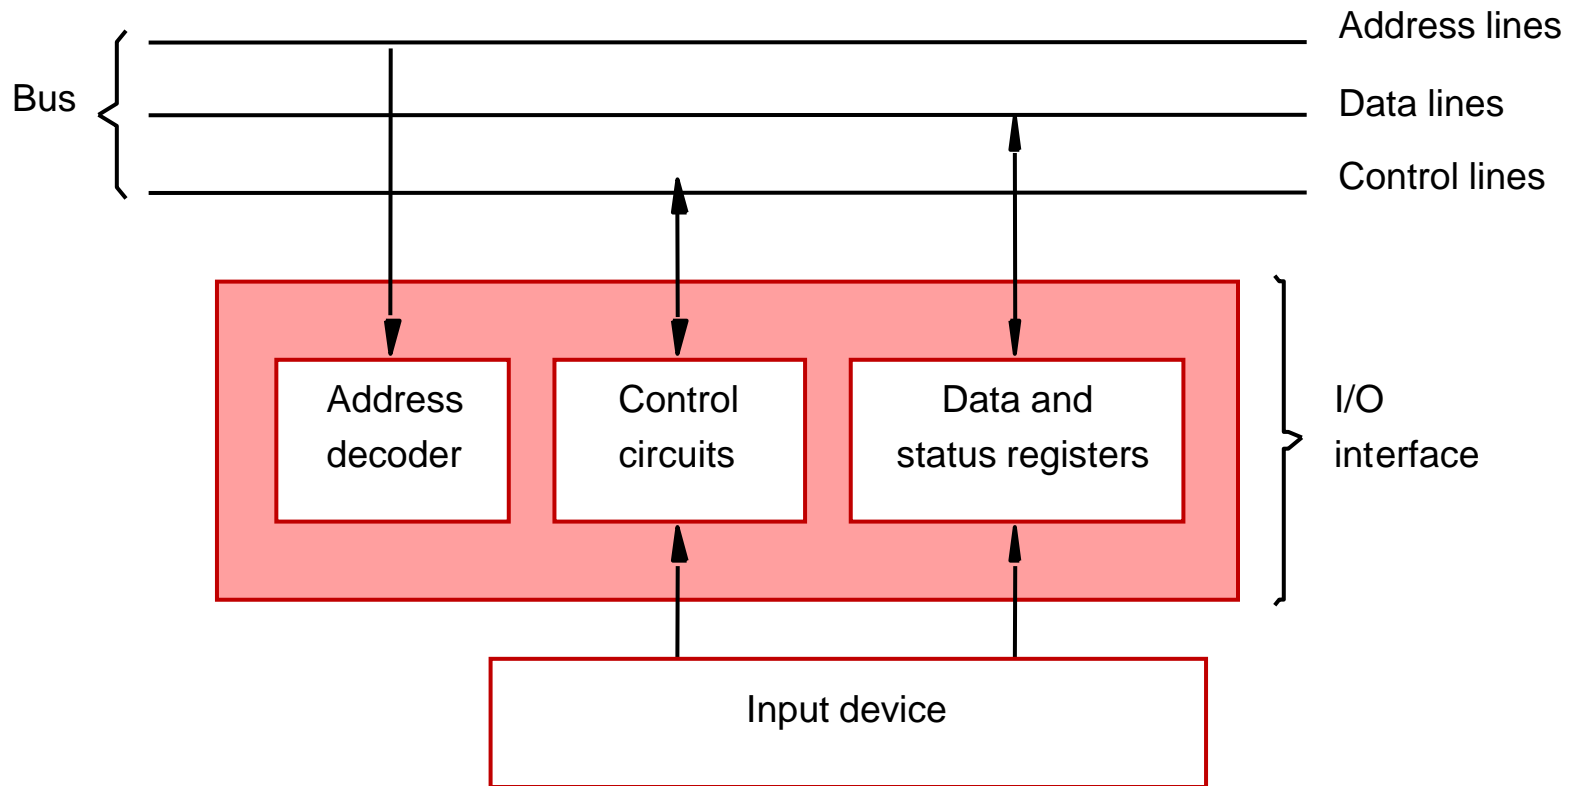 Address lines
Bus
Data lines
Control lines
Address
decoder
Control
circuits
Data and
status registers
I/O
interface
Input device